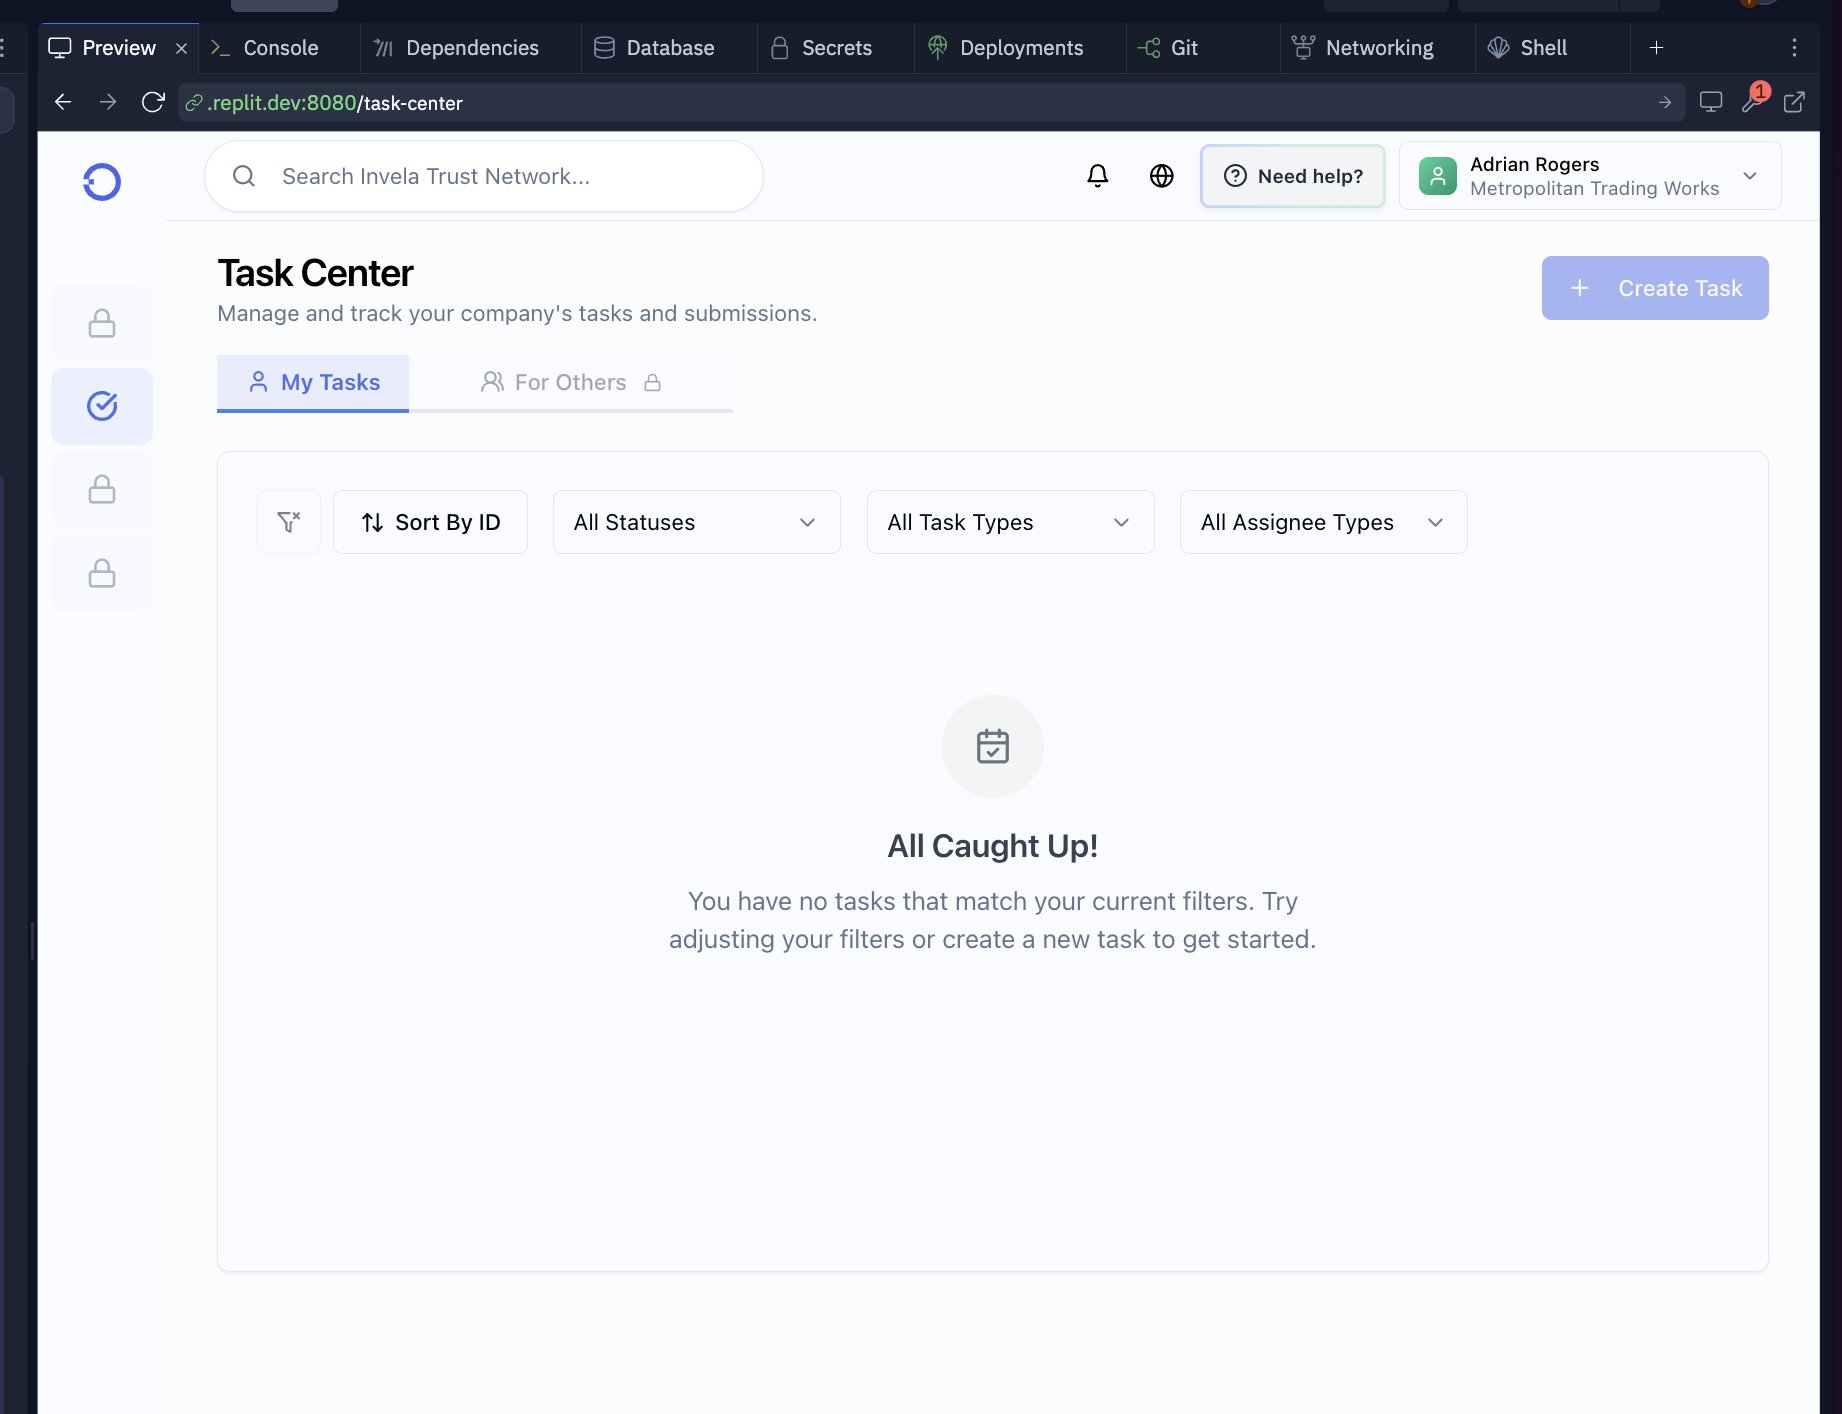 Preview
Console
Dependencies
Database
Secrets
Deployments
Git
Networking
Shell
.replit.dev:8080/task-center
1
Search Invela Trust Network...
Need help?
Adrian Rogers
Metropolitan Trading Works
Task Center
Manage and track your company's tasks and submissions.
Create Task
My Tasks
For Others
Sort By ID
All Statuses
All Task Types
All Assignee Types
All Caught Up!
You have no tasks that match your current filters. Try
adjusting your filters or create a new task to get started.